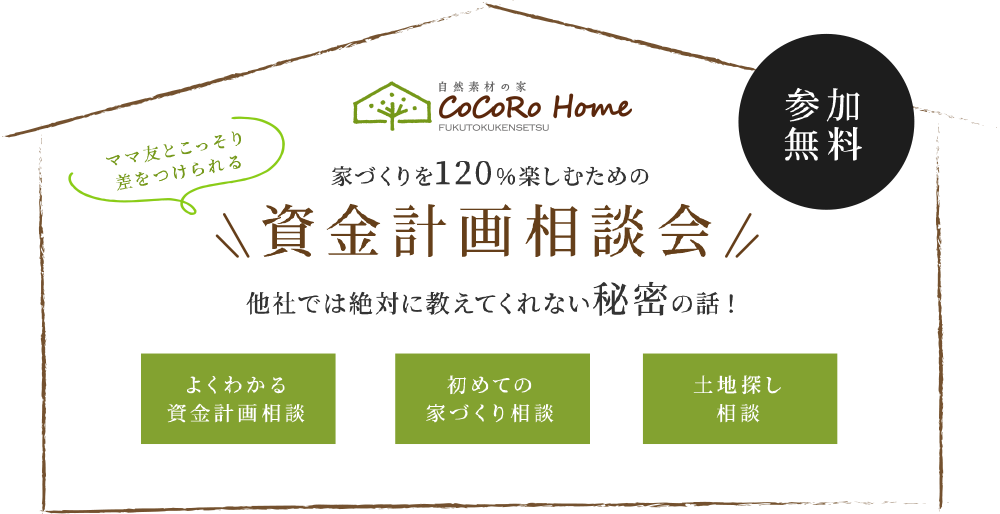 自然素材の家
CoCoRo Home
FUKUTOKUKENSETSU
参加
無料
ママ友とこっそり
差をつけられる
家づくりを120%楽しむための
資金計画相談会
他社では絶対に教えてくれない秘密の話！
よくわかる
資金計画相談
初めての
家づくり相談
土地探し
相談